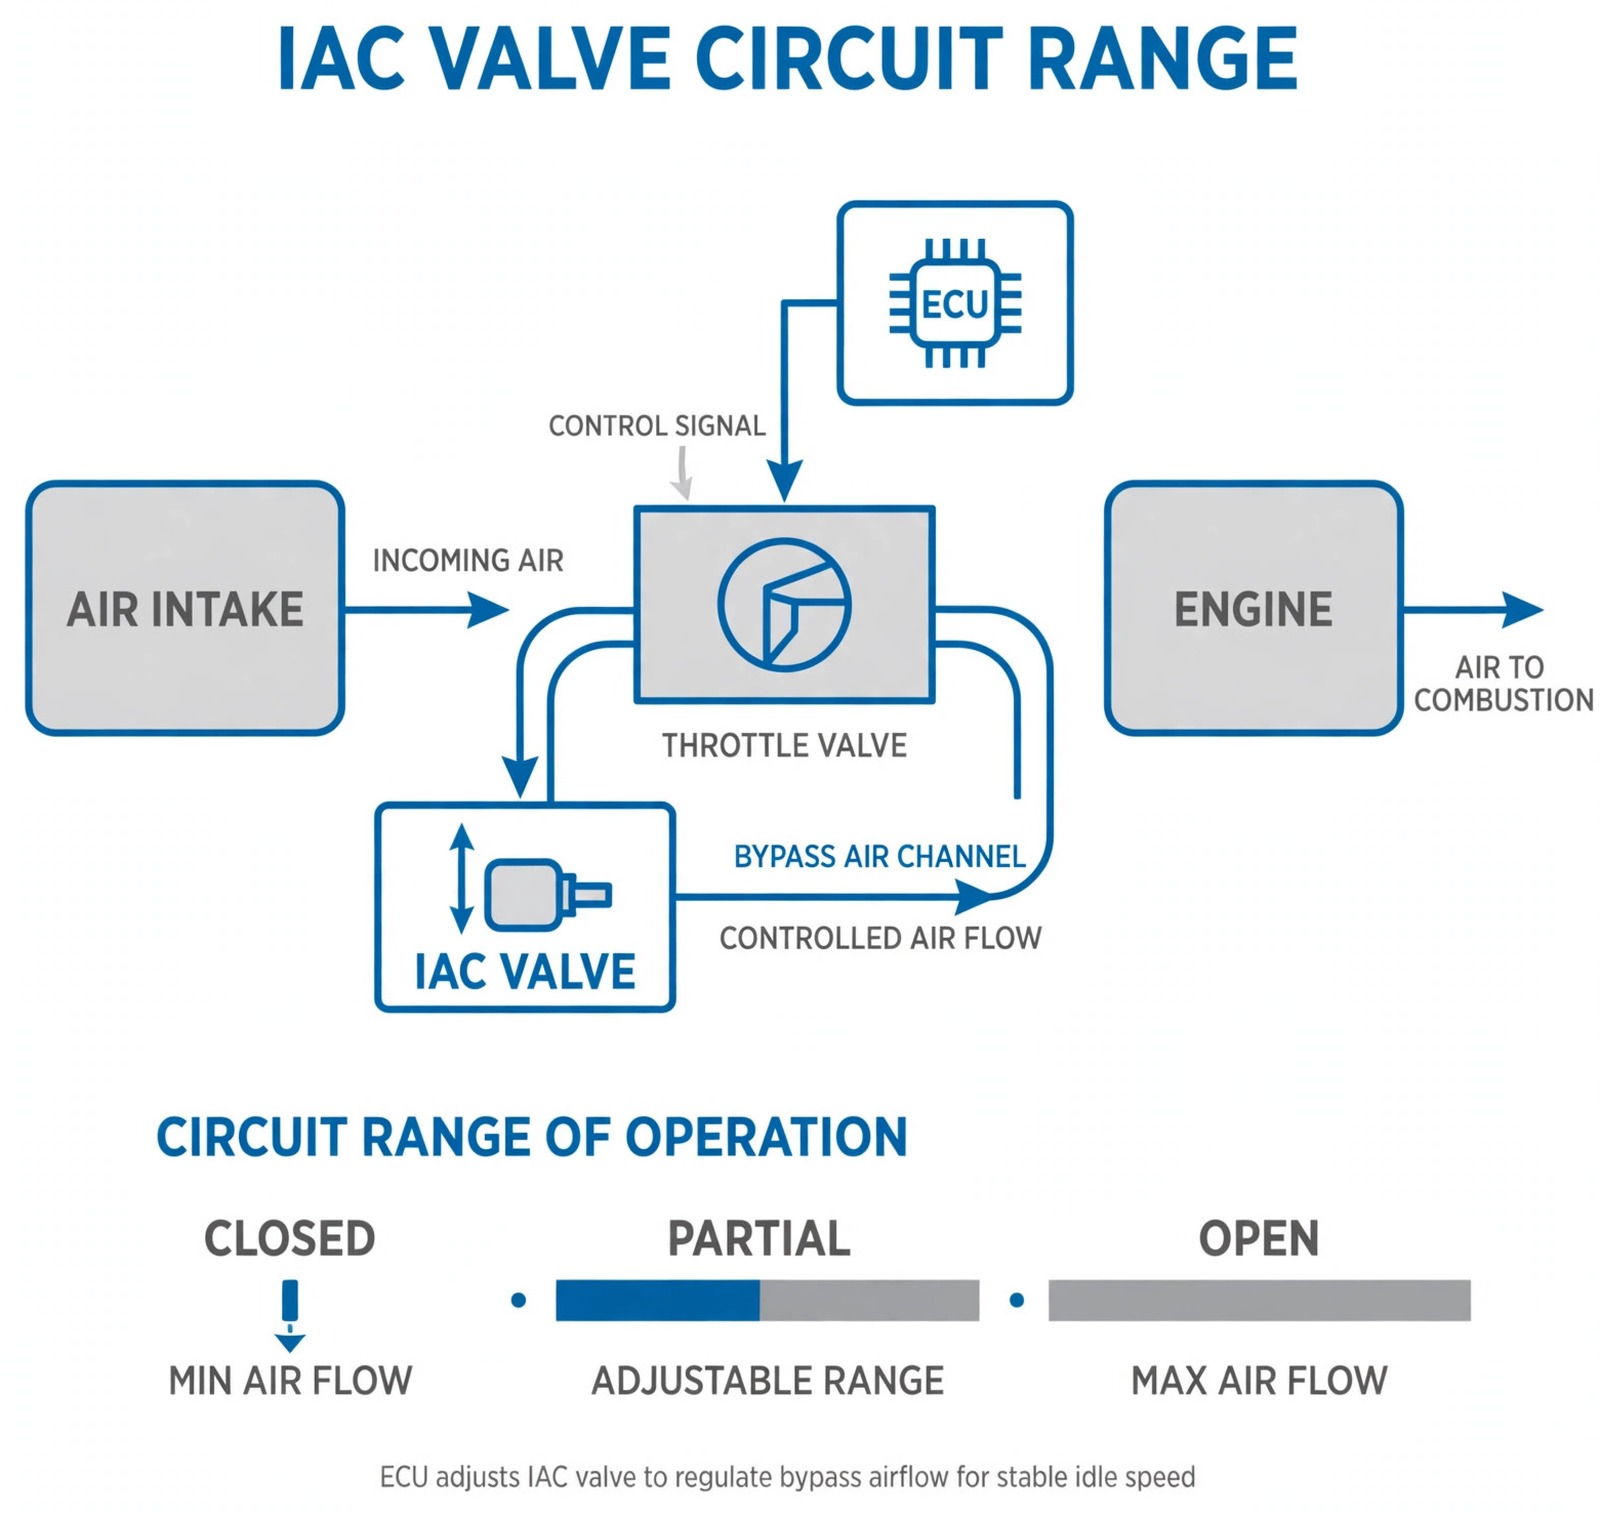 IAC VALVE CIRCUIT RANGE
ECU
CONTROL SIGNAL
INCOMING AIR
AIR INTAKE
ENGINE
AIR TO
COMBUSTION
THROTTLE VALVE
BYPASS AIR CHANNEL
CONTROLLED AIR FLOW
IAC VALVE
CIRCUIT RANGE OF OPERATION
CLOSED
PARTIAL
OPEN
MIN AIR FLOW
ADJUSTABLE RANGE
MAX AIR FLOW
ECU adjusts IAC valve to regulate bypass airflow for stable idle speed